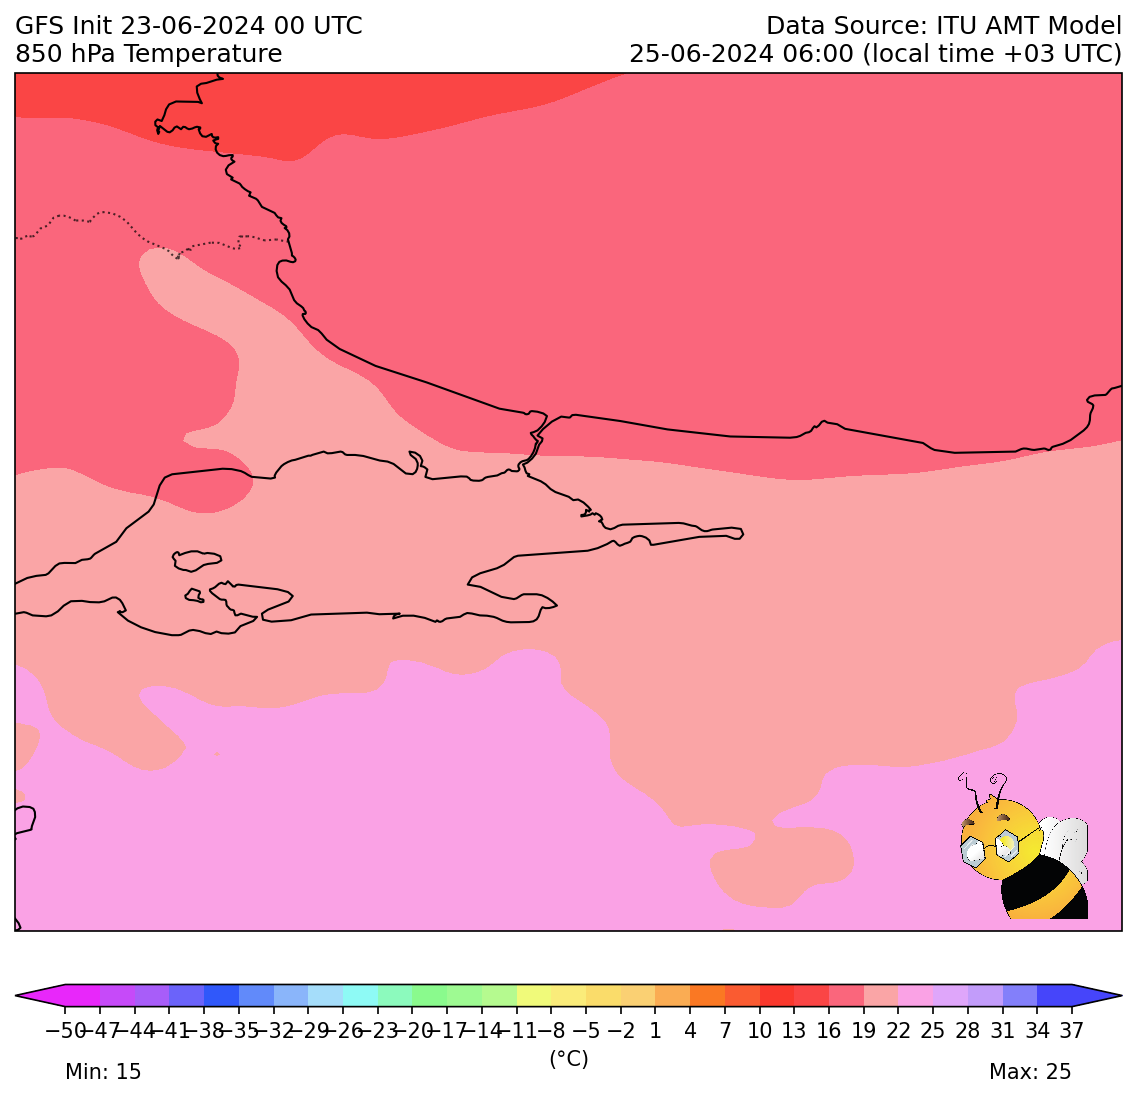 GFS Init 23-06-2024 00 UTC
Data Source: ITU AMT Model
850 hPa Temperature
25-06-2024 06:00 (local time +03 UTC)
−50 −47 −44 −41 −38 −35 −32 −29 −26 −23 −20 −17 −14 −11 −8 −5 −2 1 4 7 10 13 16 19 22 25 28 31 34 37
(°C)
Min: 15
Max: 25